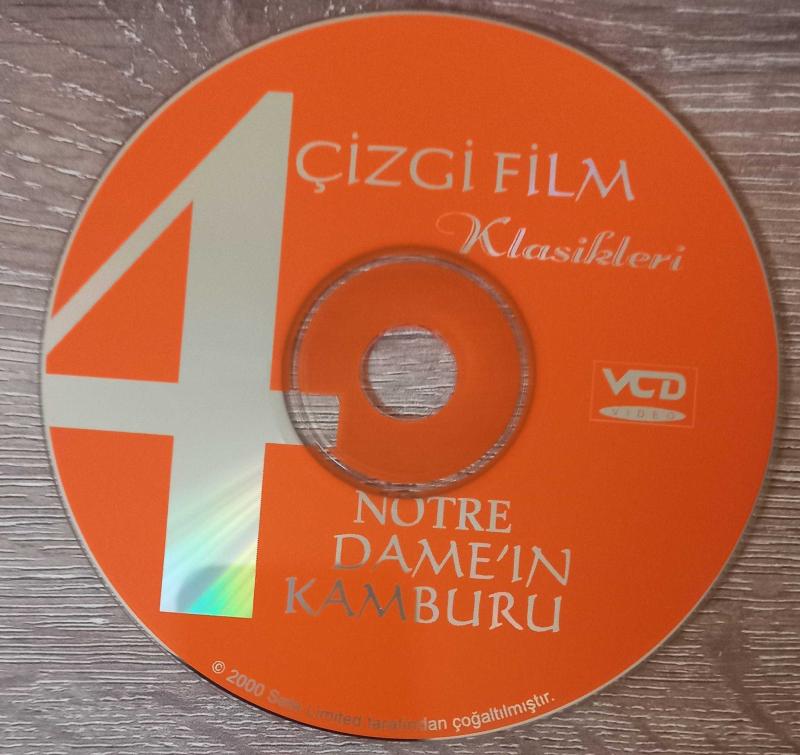 4
ÇİZGİ FİLM
Klasikleri
VCD
VIDEO
NOTRE
DAME'IN
KAMBURU
© 2000 Limited tarafından çoğaltılmıştır.